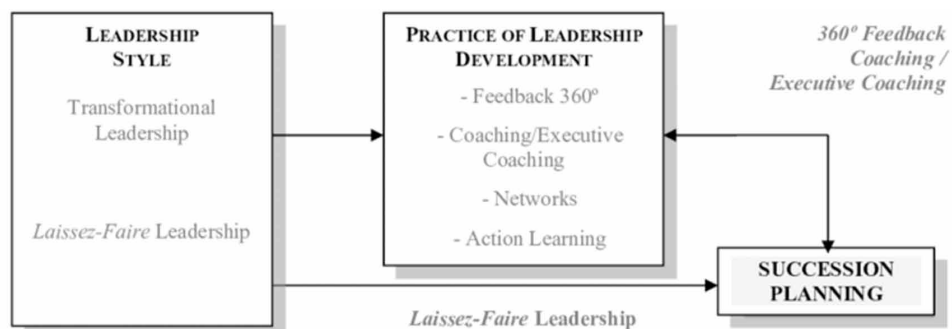 LEADERSHIP
STYLE
Transformational
Leadership
Laissez-Faire Leadership
PRACTICE OF LEADERSHIP
DEVELOPMENT
- Feedback 360º
- Coaching/Executive
Coaching
- Networks
- Action Learning
360º Feedback
Coaching /
Executive Coaching
SUCCESSION
PLANNING
Laissez-Faire Leadership